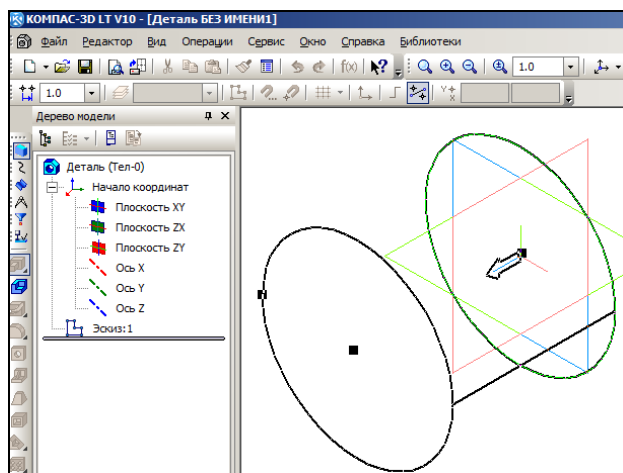 КОМПАС-3D LT V10 - [Деталь БЕЗ ИМЕНИ1]
Файл Редактор Вид Операции Сервис Окно Справка Библиотеки
f(x) 1.0
1.0
Дерево модели
Деталь (Тел-0)
Начало координат
Плоскость XY
Плоскость ZX
Плоскость ZY
Ось X
Ось Y
Ось Z
Эскиз:1